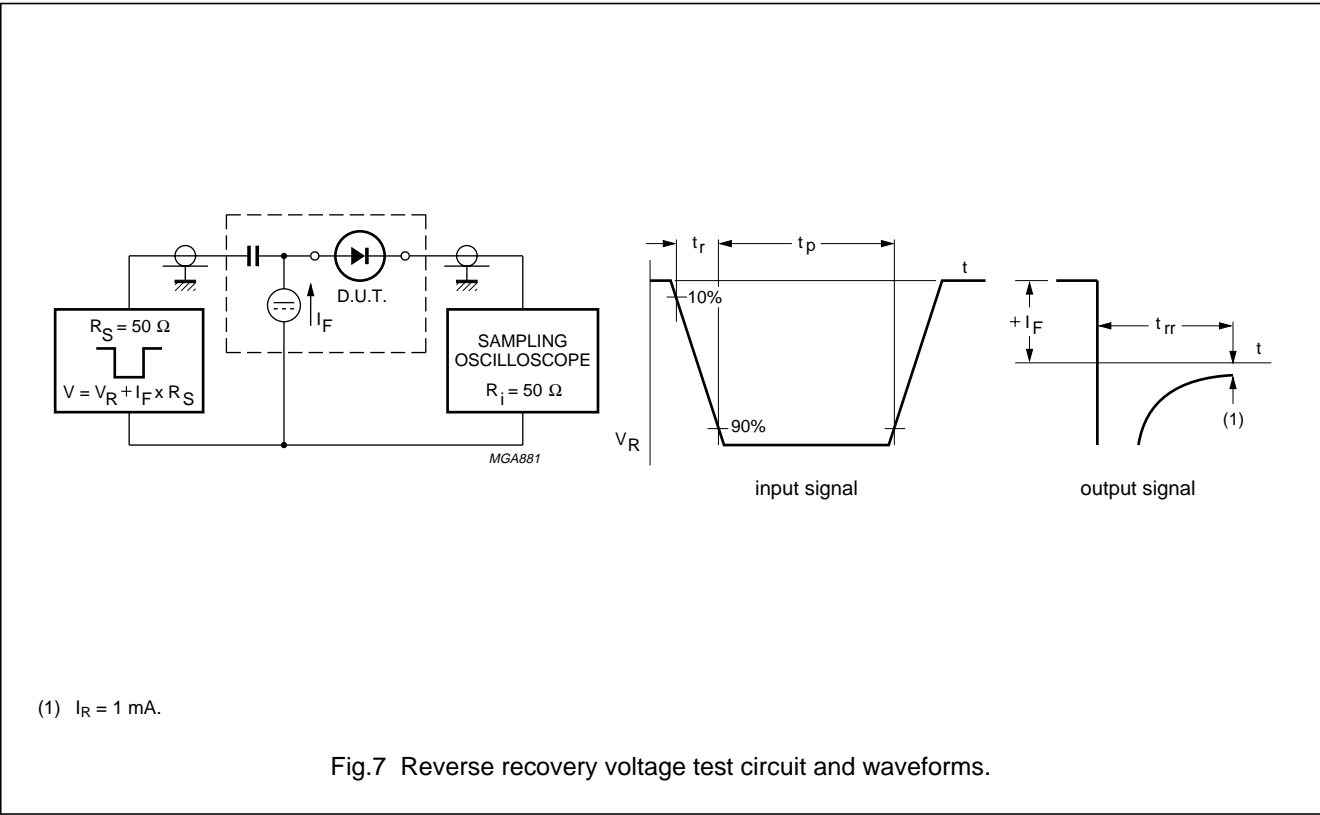 R_S = 50 Ω
V = V_R + I_F x R_S
I_F
D.U.T.
SAMPLING
OSCILLOSCOPE
R_i = 50 Ω
MGA881
t_r
t_p
t
10%
90%
V_R
input signal
+ I_F
t_rr
t
(1)
output signal
(1) I_R = 1 mA.
Fig.7 Reverse recovery voltage test circuit and waveforms.